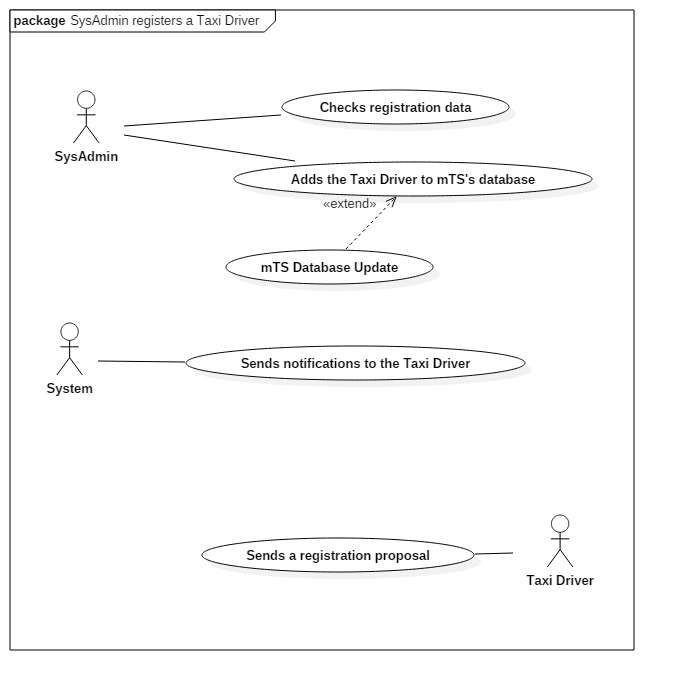 package SysAdmin registers a Taxi Driver
Checks registration data
SysAdmin
Adds the Taxi Driver to mTS's database
«extend»
mTS Database Update
System
Sends notifications to the Taxi Driver
Sends a registration proposal
Taxi Driver